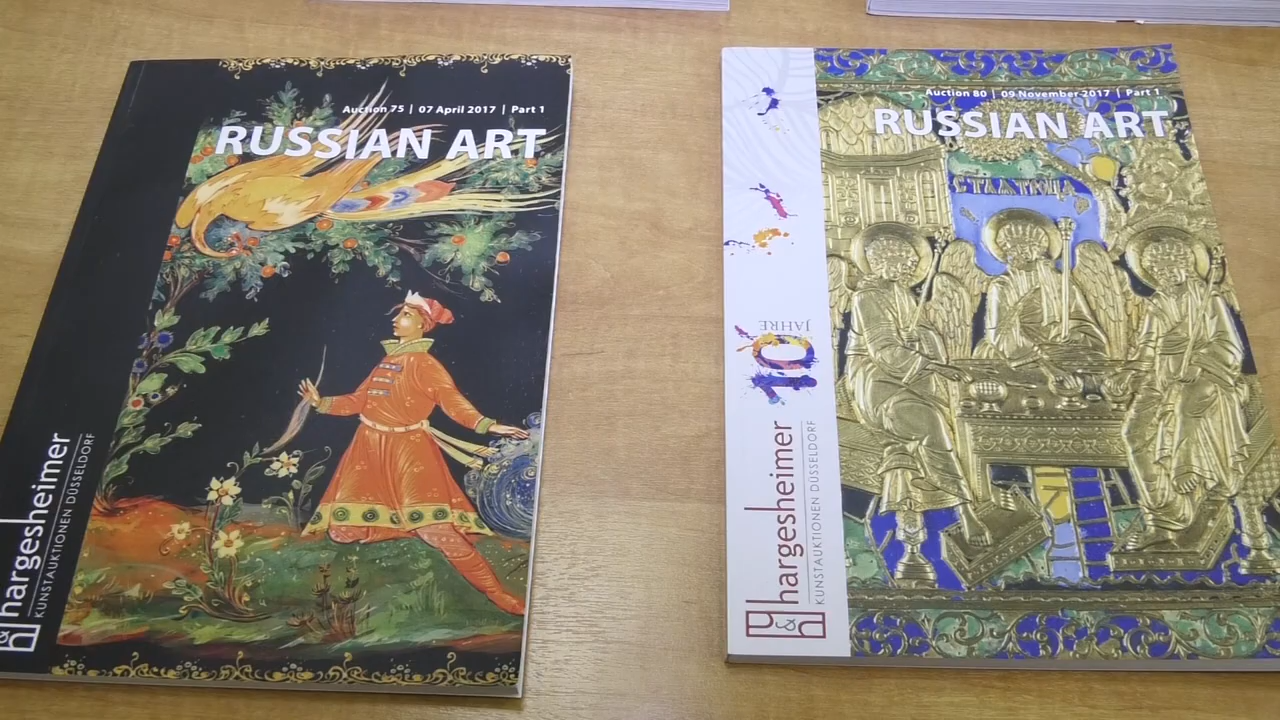 Auction 75 | 07 April 2017 | Part 1
RUSSIAN ART
hargesheimer
KUNSTAUKTIONEN DÜSSELDORF
Auction 80 | 09 November 2017 | Part 1
RUSSIAN ART
10 JAHRE
hargesheimer
KUNSTAUKTIONEN DÜSSELDORF